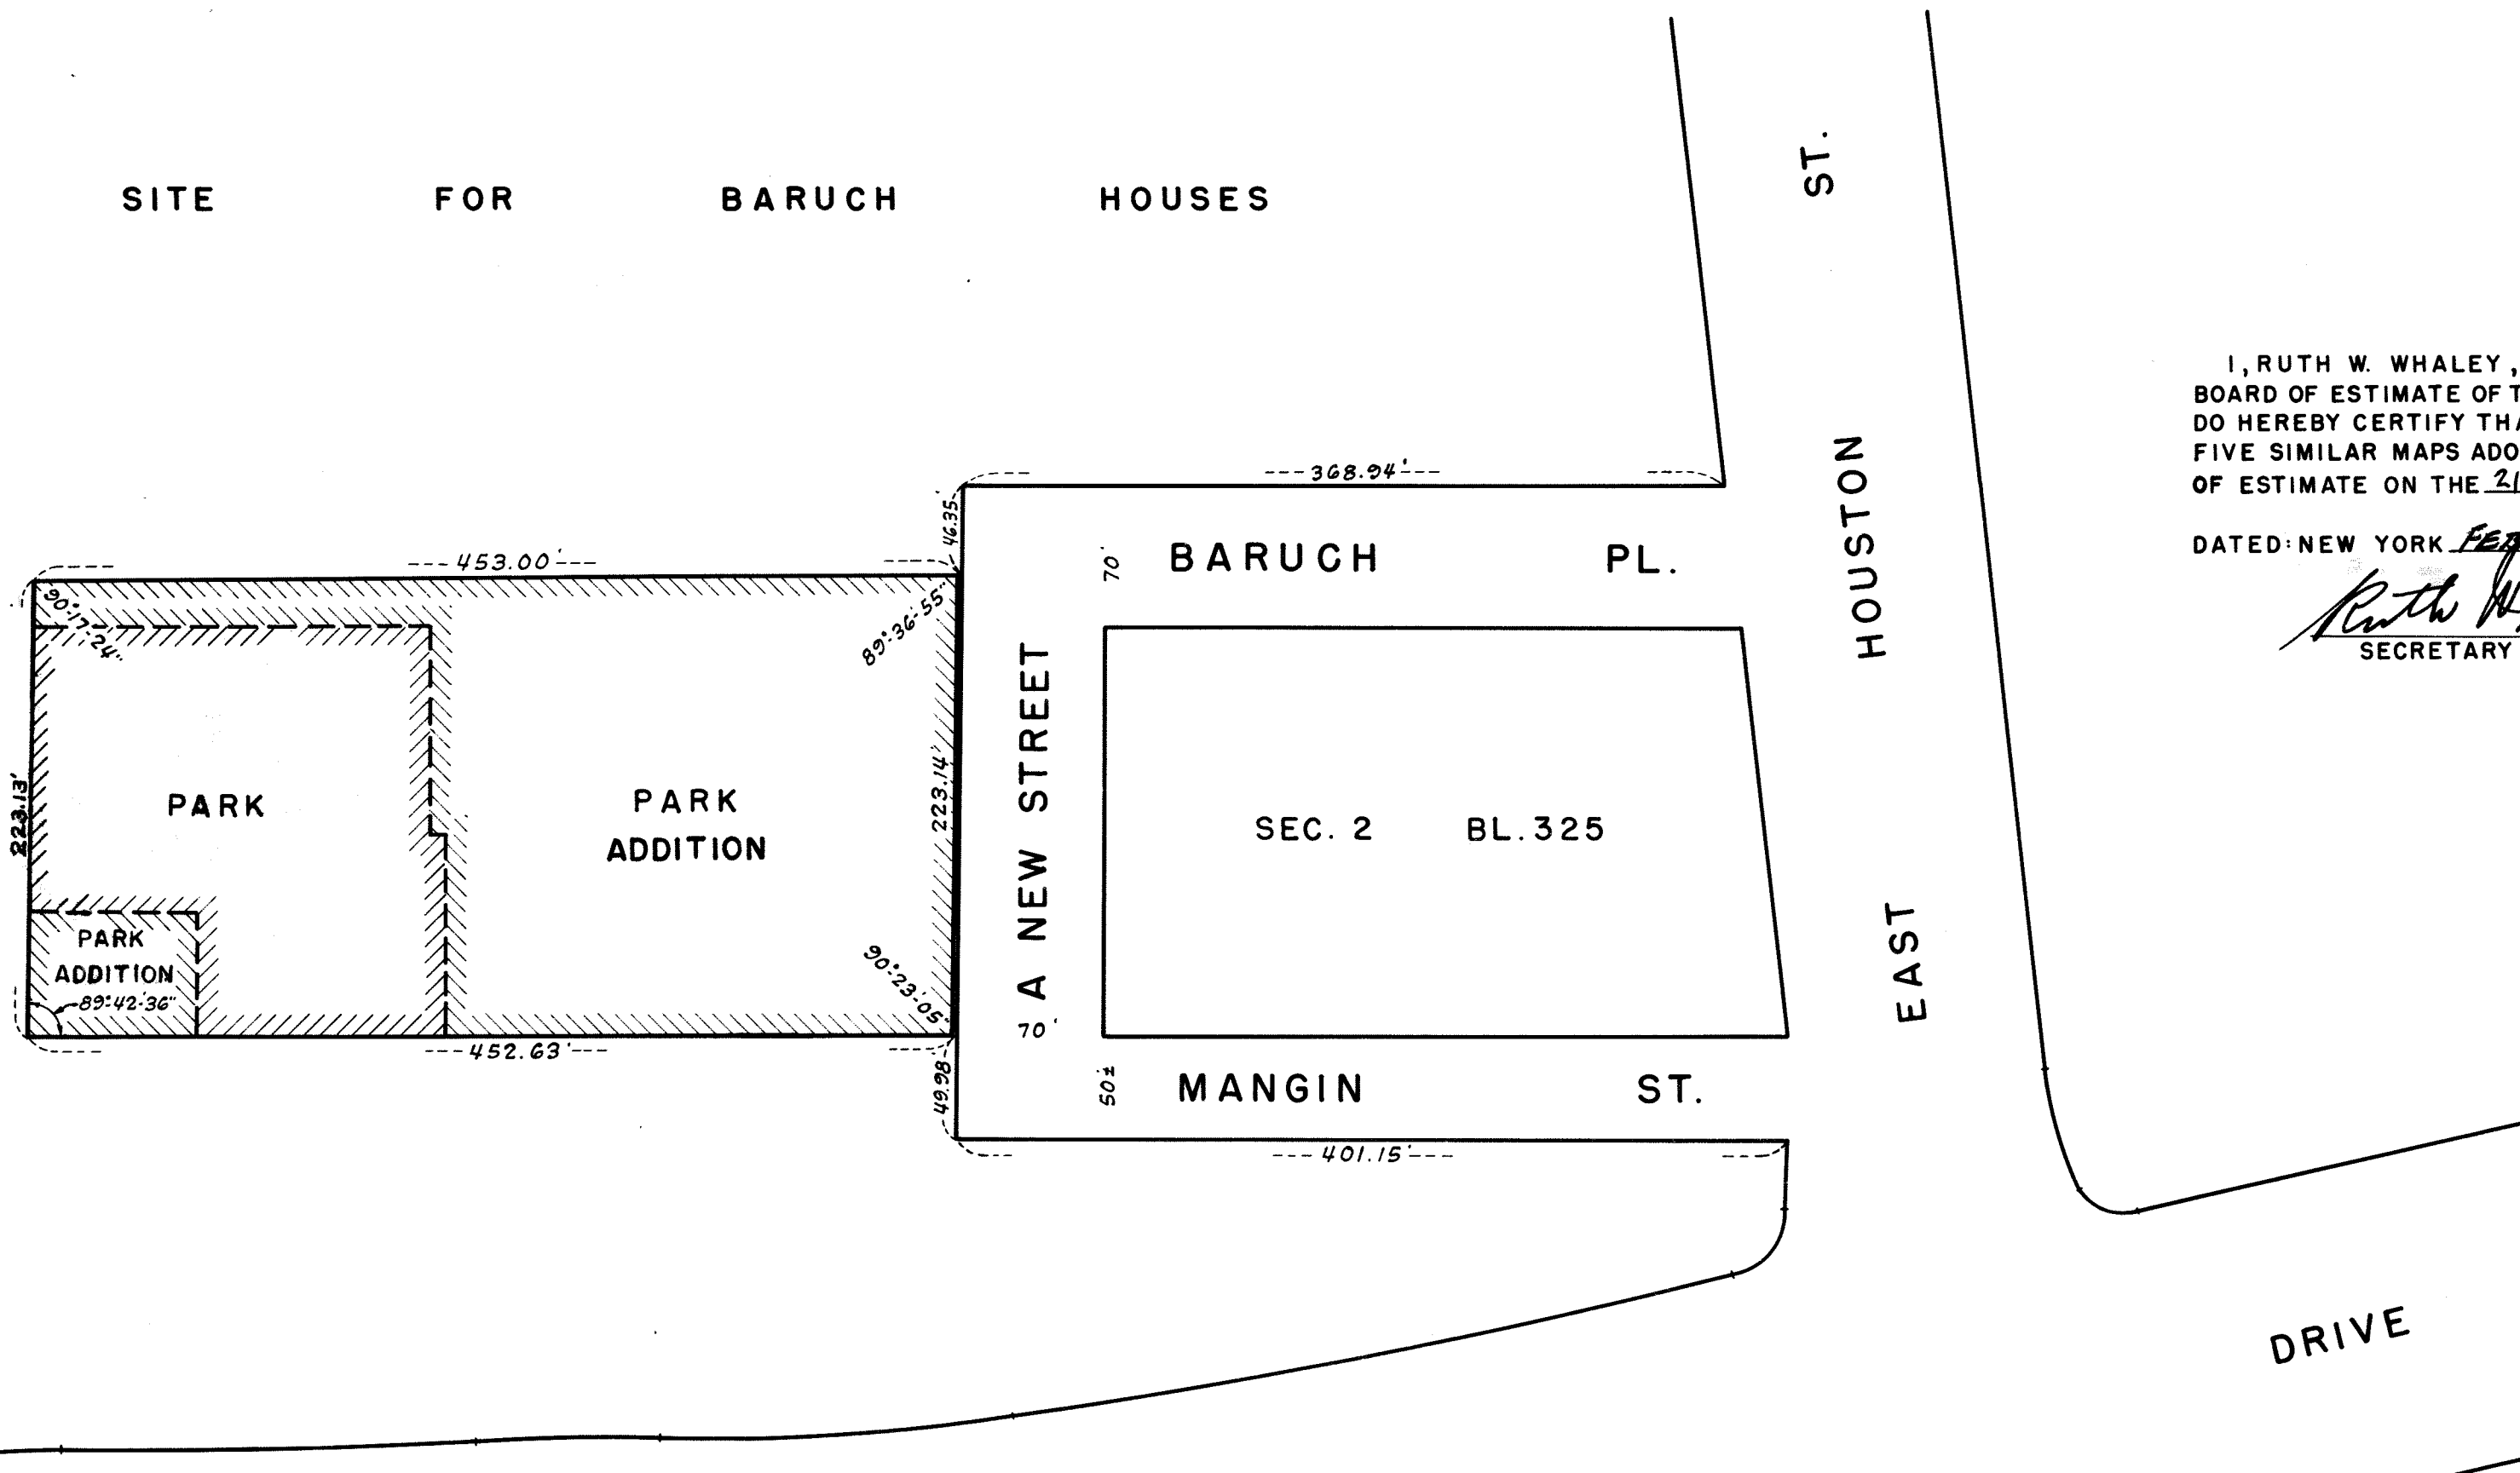 SITE FOR BARUCH HOUSES
ST.
HOUSTON
EAST
I, RUTH W. WHALEY,
BOARD OF ESTIMATE OF T
DO HEREBY CERTIFY THA
FIVE SIMILAR MAPS ADO
OF ESTIMATE ON THE 21
DATED: NEW YORK
Ruth W.
SECRETARY
368.94'
46.35'
70'
BARUCH PL.
453.00'
90°-17'-24"
89°-36'-55"
223.13'
PARK
PARK
ADDITION
223.14'
A NEW STREET
70'
SEC. 2 BL. 325
PARK
ADDITION
89°-42'-36"
90°-23'-05"
452.63'
49.98'
50'±
MANGIN ST.
401.15'
DRIVE